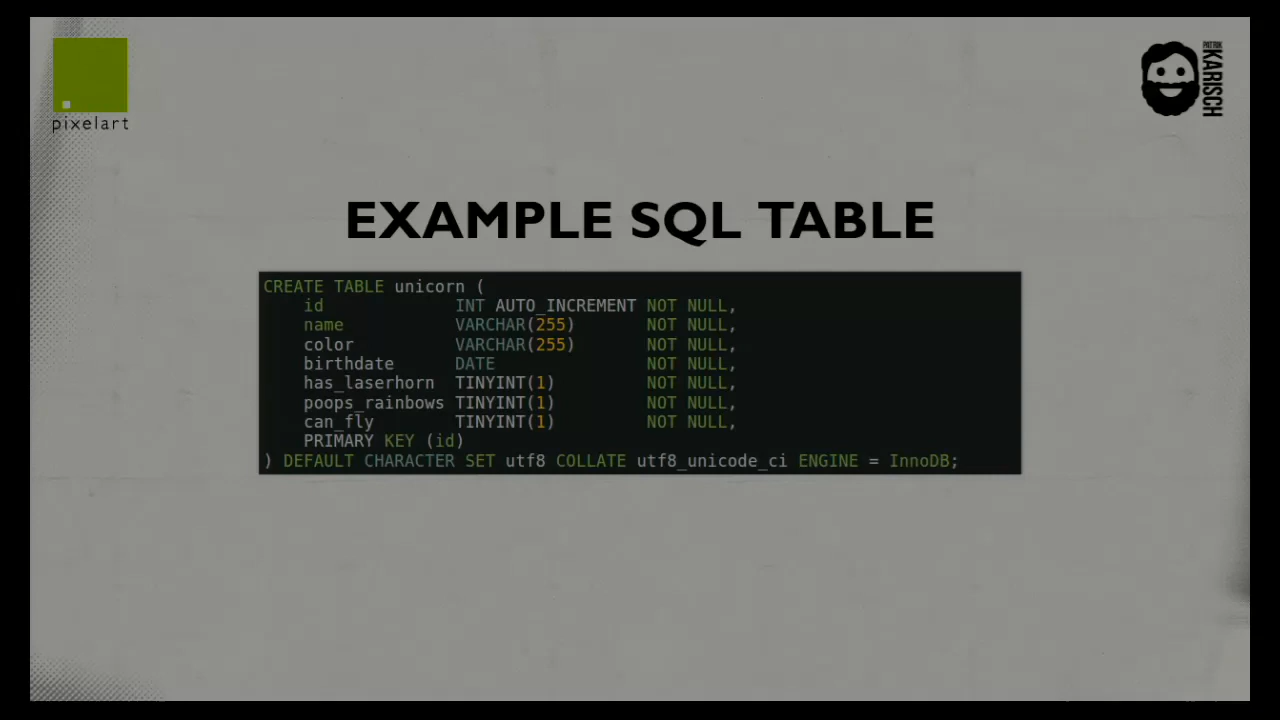 pixelart
PATRIK
KARISCH
EXAMPLE SQL TABLE
CREATE TABLE unicorn (
    id             INT AUTO_INCREMENT NOT NULL,
    name           VARCHAR(255)       NOT NULL,
    color          VARCHAR(255)       NOT NULL,
    birthdate      DATE               NOT NULL,
    has_laserhorn  TINYINT(1)         NOT NULL,
    poops_rainbows TINYINT(1)         NOT NULL,
    can_fly        TINYINT(1)         NOT NULL,
    PRIMARY KEY (id)
) DEFAULT CHARACTER SET utf8 COLLATE utf8_unicode_ci ENGINE = InnoDB;